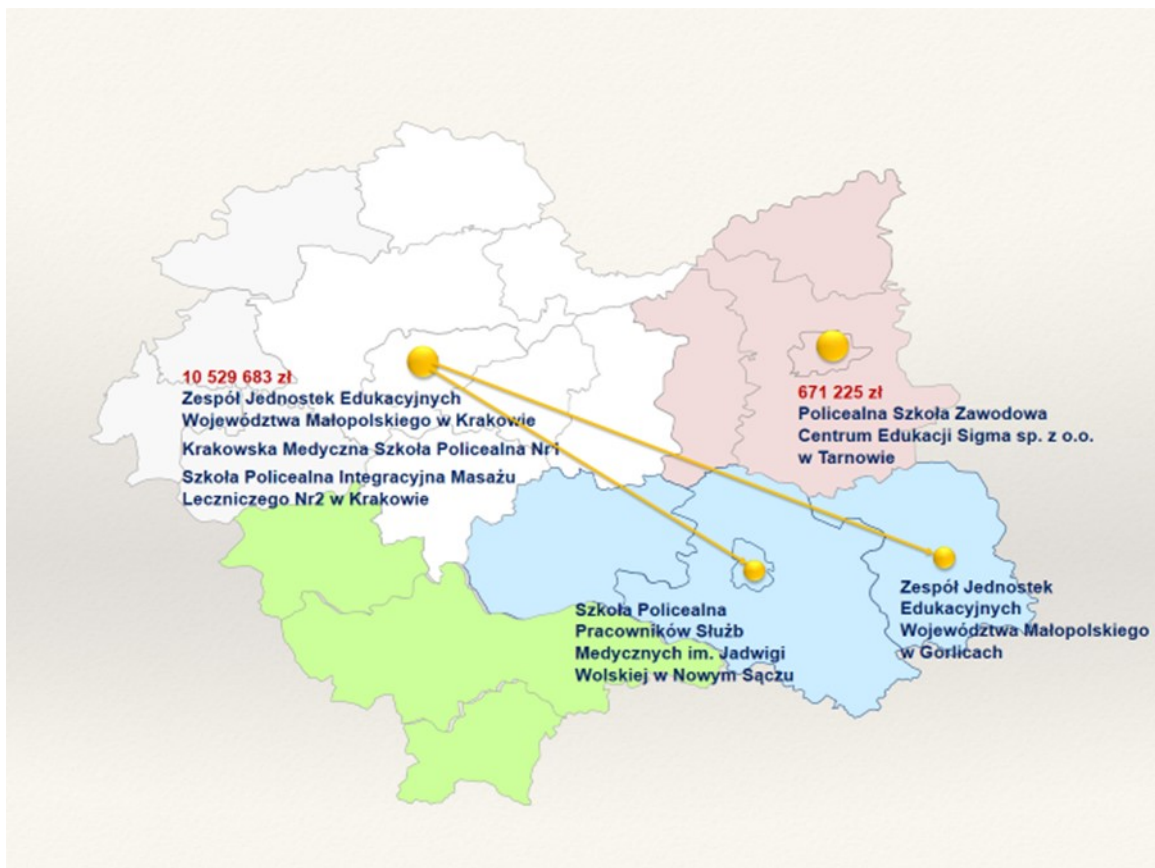 10 529 683 zł
Zespół Jednostek Edukacyjnych
Województwa Małopolskiego w Krakowie
Krakowska Medyczna Szkoła Policealna Nr1
Szkoła Policealna Integracyjna Masażu
Leczniczego Nr2 w Krakowie
671 225 zł
Policealna Szkoła Zawodowa
Centrum Edukacji Sigma sp. z o.o.
w Tarnowie
Szkoła Policealna
Pracowników Służb
Medycznych im. Jadwigi
Wolskiej w Nowym Sączu
Zespół Jednostek
Edukacyjnych
Województwa Małopolskiego
w Gorlicach